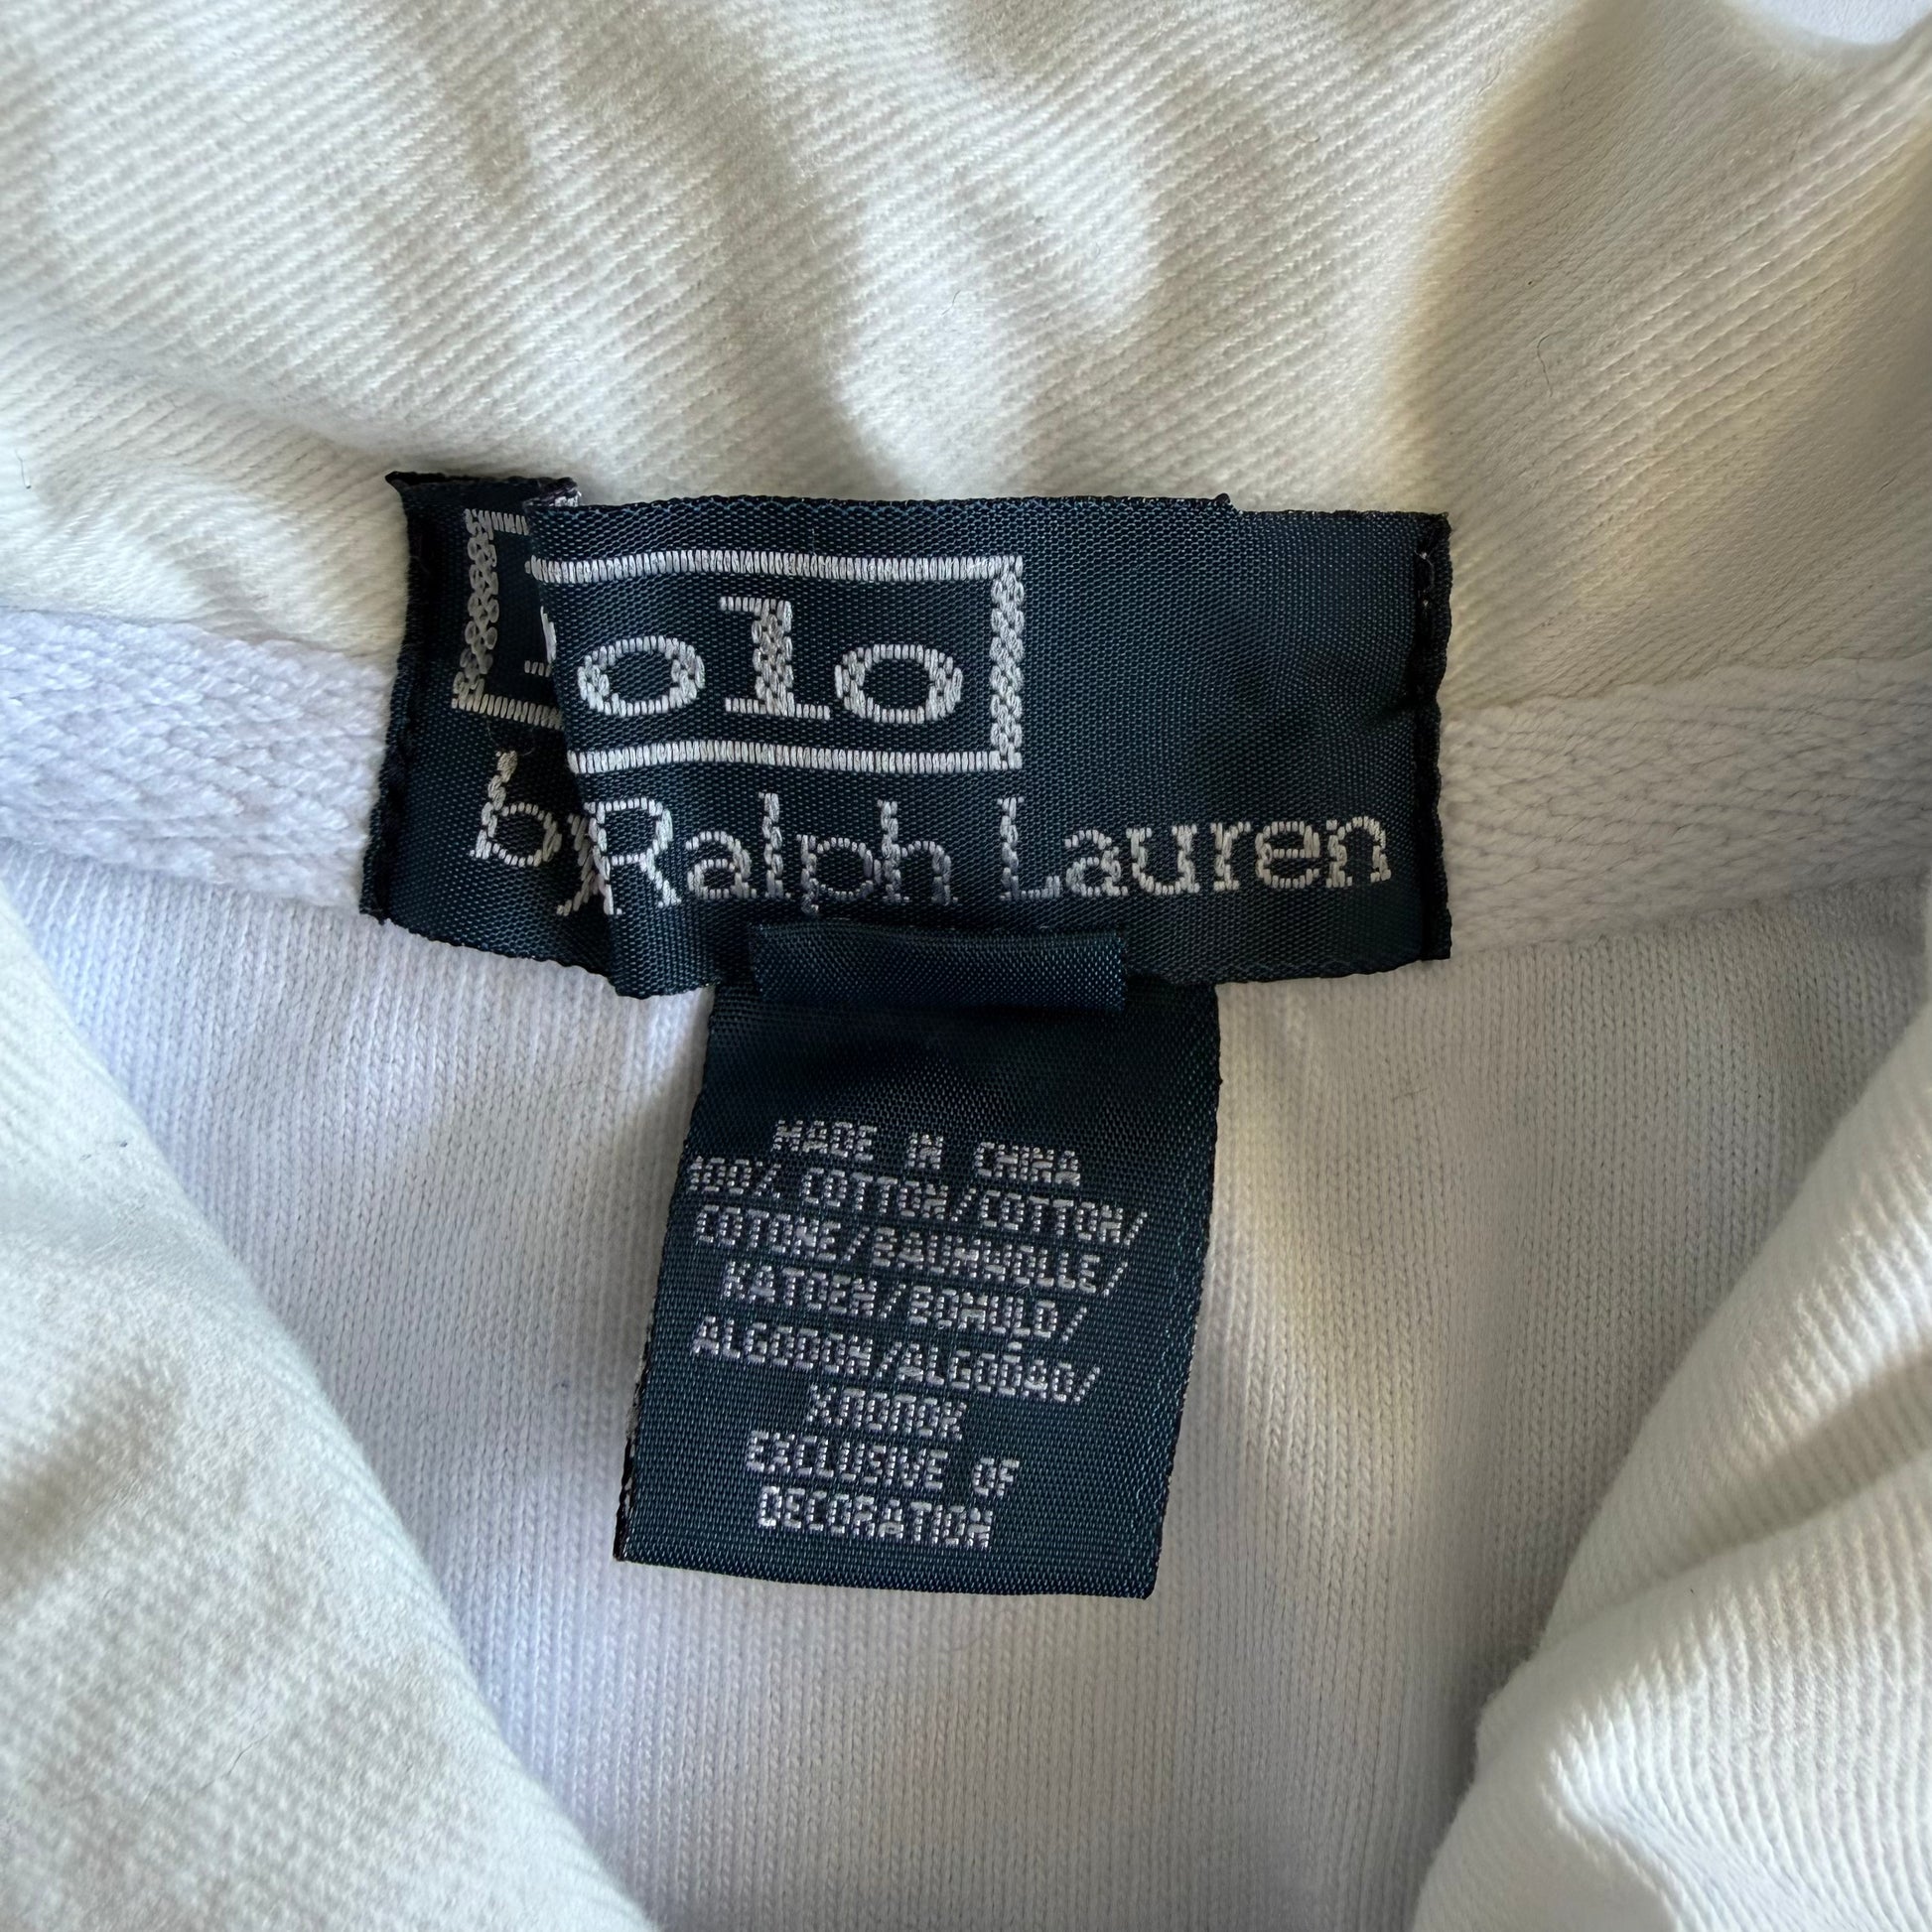 Polo
by Ralph Lauren
MADE IN CHINA
100% COTTON/COTTON/
COTONE/BAUMWOLLE/
KATOEN/BOMULD/
ALGODON/ALGODÃO/
ХЛОПОК
EXCLUSIVE OF
DECORATION